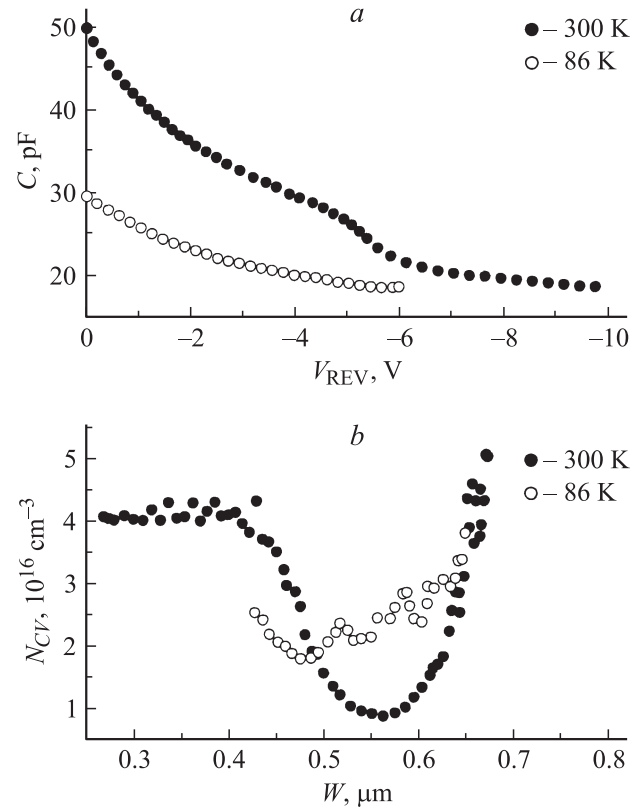 a
50
40
30
20
C, pF
● – 300 K
○ – 86 K
0
–2
–4
–6
–8
–10
V_REV, V
b
5
4
3
2
1
N_CV, 10^16 cm^–3
● – 300 K
○ – 86 K
0.3
0.4
0.5
0.6
0.7
0.8
W, μm